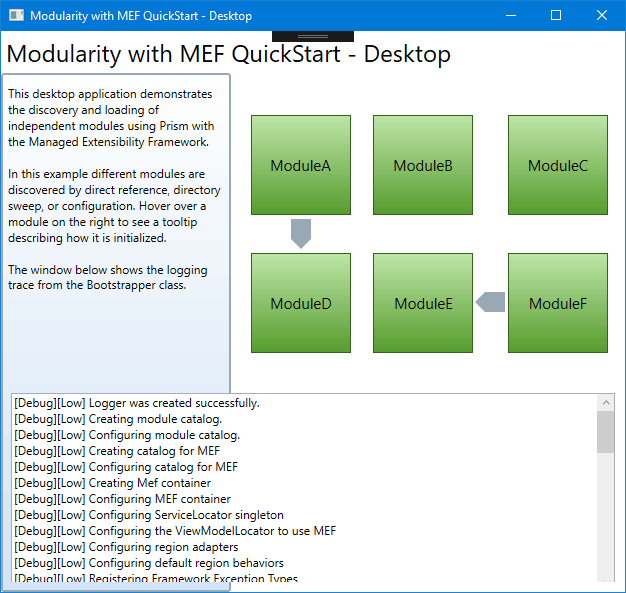 Modularity with MEF QuickStart - Desktop
Modularity with MEF QuickStart - Desktop
This desktop application demonstrates
the discovery and loading of
independent modules using Prism with
the Managed Extensibility Framework.
In this example different modules are
discovered by direct reference, directory
sweep, or configuration. Hover over a
module on the right to see a tooltip
describing how it is initialized.
The window below shows the logging
trace from the Bootstrapper class.
ModuleA
ModuleB
ModuleC
ModuleD
ModuleE
ModuleF
[Debug][Low] Logger was created successfully.
[Debug][Low] Creating module catalog.
[Debug][Low] Configuring module catalog.
[Debug][Low] Creating catalog for MEF
[Debug][Low] Configuring catalog for MEF
[Debug][Low] Creating Mef container
[Debug][Low] Configuring MEF container
[Debug][Low] Configuring ServiceLocator singleton
[Debug][Low] Configuring the ViewModelLocator to use MEF
[Debug][Low] Configuring region adapters
[Debug][Low] Configuring default region behaviors
[Debug][Low] Registering Framework Exception Types